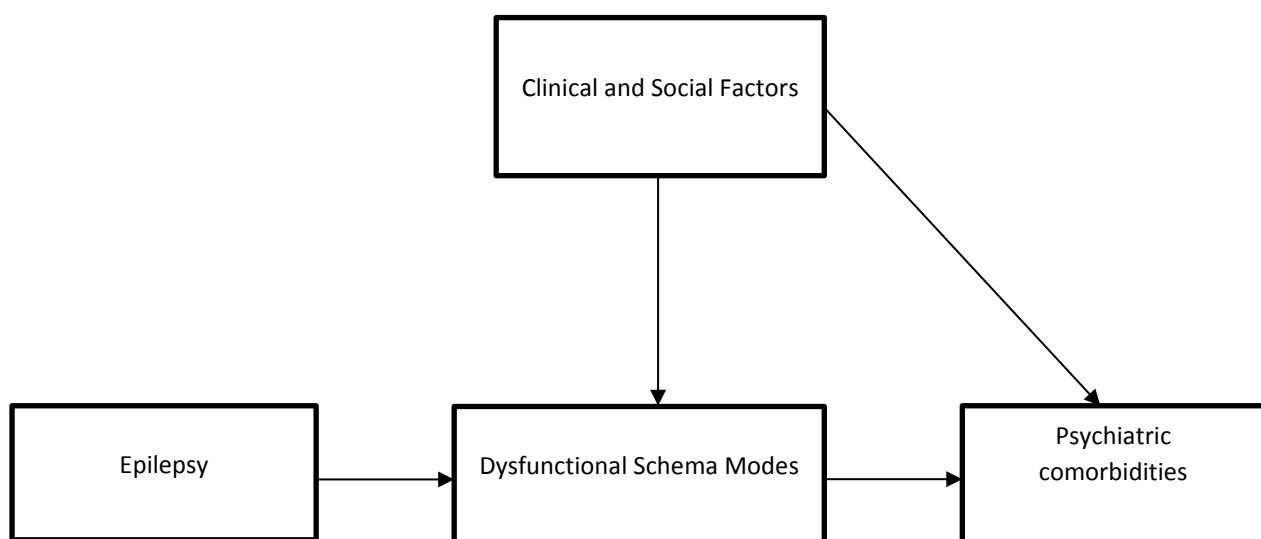 Clinical and Social Factors
Epilepsy
Dysfunctional Schema Modes
Psychiatric
comorbidities